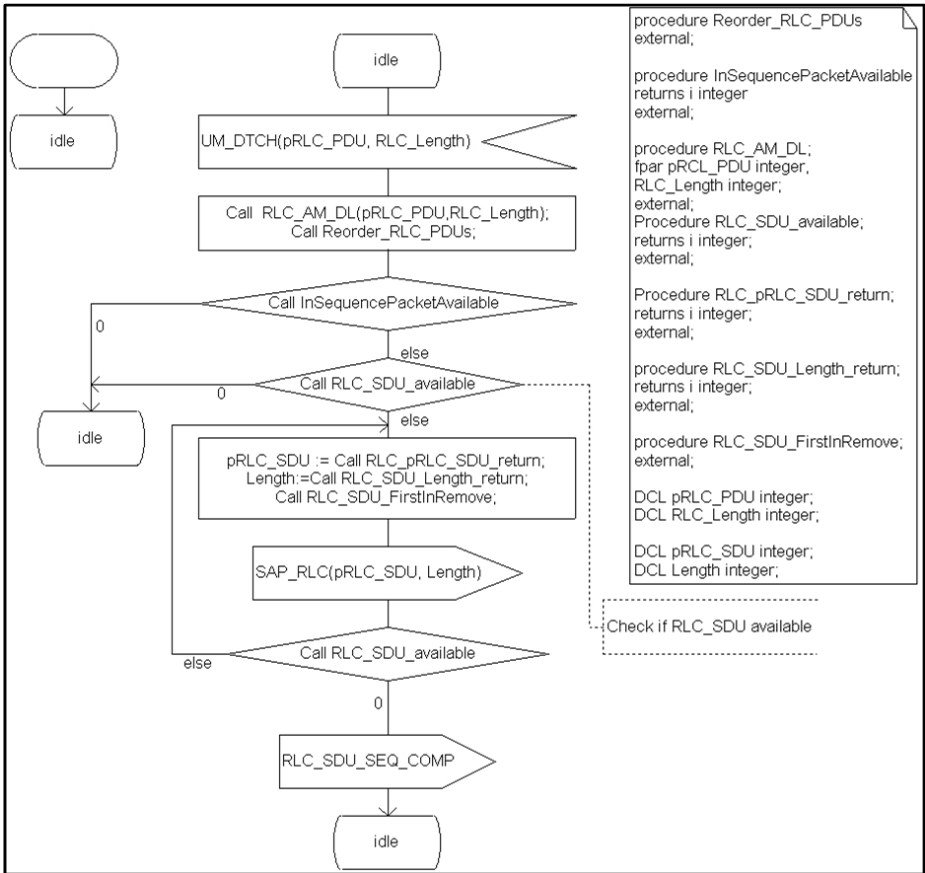 idle
idle
UM_DTCH(pRLC_PDU, RLC_Length)
Call RLC_AM_DL(pRLC_PDU,RLC_Length);
Call Reorder_RLC_PDUs;
Call InSequencePacketAvailable
0
else
Call RLC_SDU_available
0
else
idle
pRLC_SDU := Call RLC_pRLC_SDU_return;
Length:=Call RLC_SDU_Length_return;
Call RLC_SDU_FirstInRemove;
SAP_RLC(pRLC_SDU, Length)
Call RLC_SDU_available
else
0
RLC_SDU_SEQ_COMP
idle
procedure Reorder_RLC_PDUs
external;
procedure InSequencePacketAvailable
returns i integer
external;
procedure RLC_AM_DL;
fpar pRCL_PDU integer,
RLC_Length integer;
external;
Procedure RLC_SDU_available;
returns i integer;
external;
Procedure RLC_pRLC_SDU_return;
returns i integer;
external;
procedure RLC_SDU_Length_return;
returns i integer;
external;
procedure RLC_SDU_FirstInRemove;
external;
DCL pRLC_PDU integer;
DCL RLC_Length integer;
DCL pRLC_SDU integer;
DCL Length integer;
Check if RLC_SDU available